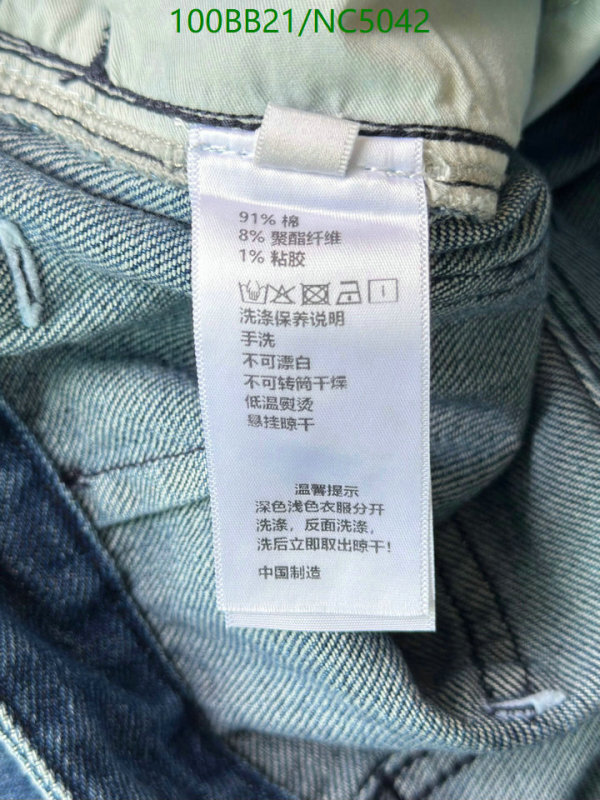 100BB21/NC5042
91% 棉
8% 聚酯纤维
1% 粘胶
洗涤保养说明
手洗
不可漂白
不可转筒干燥
低温熨烫
悬挂晾干
温馨提示
深色浅色衣服分开
洗涤，反面洗涤，
洗后立即取出晾干！
中国制造